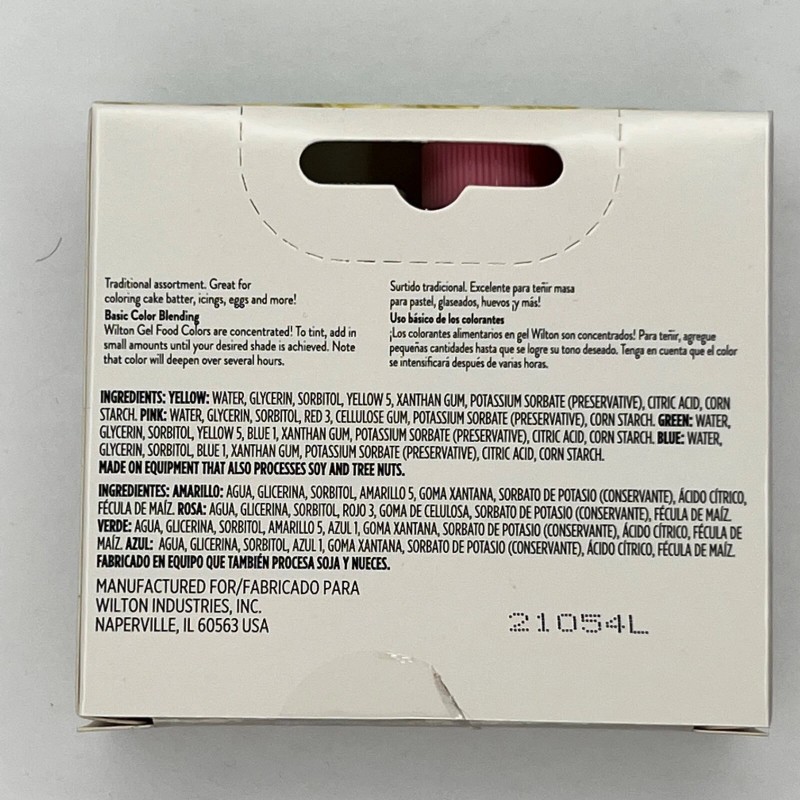 Traditional assortment. Great for
coloring cake batter, icings, eggs and more!
Basic Color Blending
Wilton Gel Food Colors are concentrated! To tint, add in
small amounts until your desired shade is achieved. Note
that color will deepen over several hours.
Surtido tradicional. Excelente para teñir masa
para pastel, glaseados, huevos ¡y más!
Uso básico de los colorantes
¡Los colorantes alimentarios en gel Wilton son concentrados! Para teñir, agregue
pequeñas cantidades hasta que se logre su tono deseado. Tenga en cuenta que el color
se intensificará después de varias horas.
INGREDIENTS: YELLOW: WATER, GLYCERIN, SORBITOL, YELLOW 5, XANTHAN GUM, POTASSIUM SORBATE (PRESERVATIVE), CITRIC ACID, CORN
STARCH. PINK: WATER, GLYCERIN, SORBITOL, RED 3, CELLULOSE GUM, POTASSIUM SORBATE (PRESERVATIVE), CORN STARCH. GREEN: WATER,
GLYCERIN, SORBITOL, YELLOW 5, BLUE 1, XANTHAN GUM, POTASSIUM SORBATE (PRESERVATIVE), CITRIC ACID, CORN STARCH. BLUE: WATER,
GLYCERIN, SORBITOL, BLUE 1, XANTHAN GUM, POTASSIUM SORBATE (PRESERVATIVE), CITRIC ACID, CORN STARCH.
MADE ON EQUIPMENT THAT ALSO PROCESSES SOY AND TREE NUTS.
INGREDIENTES: AMARILLO: AGUA, GLICERINA, SORBITOL, AMARILLO 5, GOMA XANTANA, SORBATO DE POTASIO (CONSERVANTE), ÁCIDO CÍTRICO,
FÉCULA DE MAÍZ. ROSA: AGUA, GLICERINA, SORBITOL, ROJO 3, GOMA DE CELULOSA, SORBATO DE POTASIO (CONSERVANTE), FÉCULA DE MAÍZ.
VERDE: AGUA, GLICERINA, SORBITOL, AMARILLO 5, AZUL 1, GOMA XANTANA, SORBATO DE POTASIO (CONSERVANTE), ÁCIDO CÍTRICO, FÉCULA DE
MAÍZ. AZUL: AGUA, GLICERINA, SORBITOL, AZUL 1, GOMA XANTANA, SORBATO DE POTASIO (CONSERVANTE), ÁCIDO CÍTRICO, FÉCULA DE MAÍZ.
FABRICADO EN EQUIPO QUE TAMBIÉN PROCESA SOJA Y NUECES.
MANUFACTURED FOR/FABRICADO PARA
WILTON INDUSTRIES, INC.
NAPERVILLE, IL 60563 USA
21054L